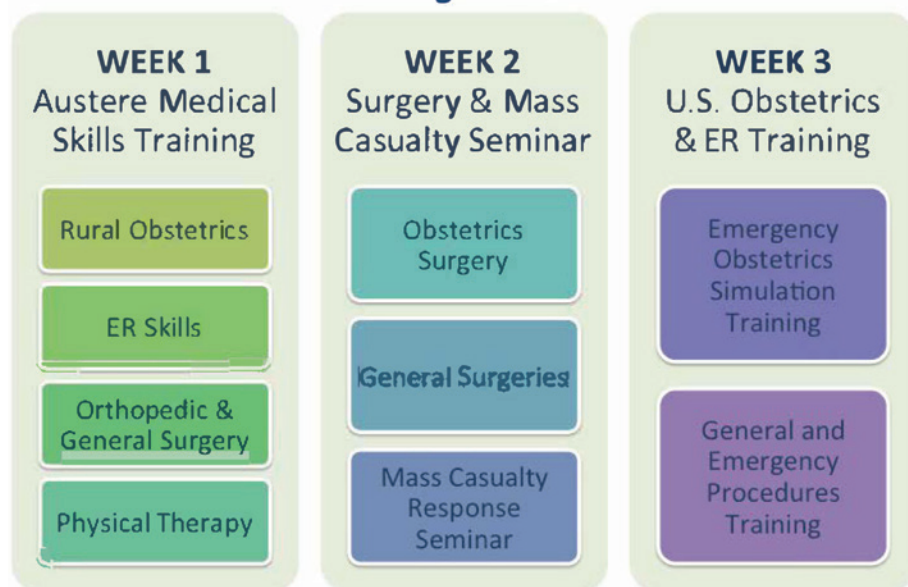 WEEK 1
Austere Medical
Skills Training
Rural Obstetrics
ER Skills
Orthopedic &
General Surgery
Physical Therapy
WEEK 2
Surgery & Mass
Casualty Seminar
Obstetrics
Surgery
General Surgeries
Mass Casualty
Response
Seminar
WEEK 3
U.S. Obstetrics
& ER Training
Emergency
Obstetrics
Simulation
Training
General and
Emergency
Procedures
Training